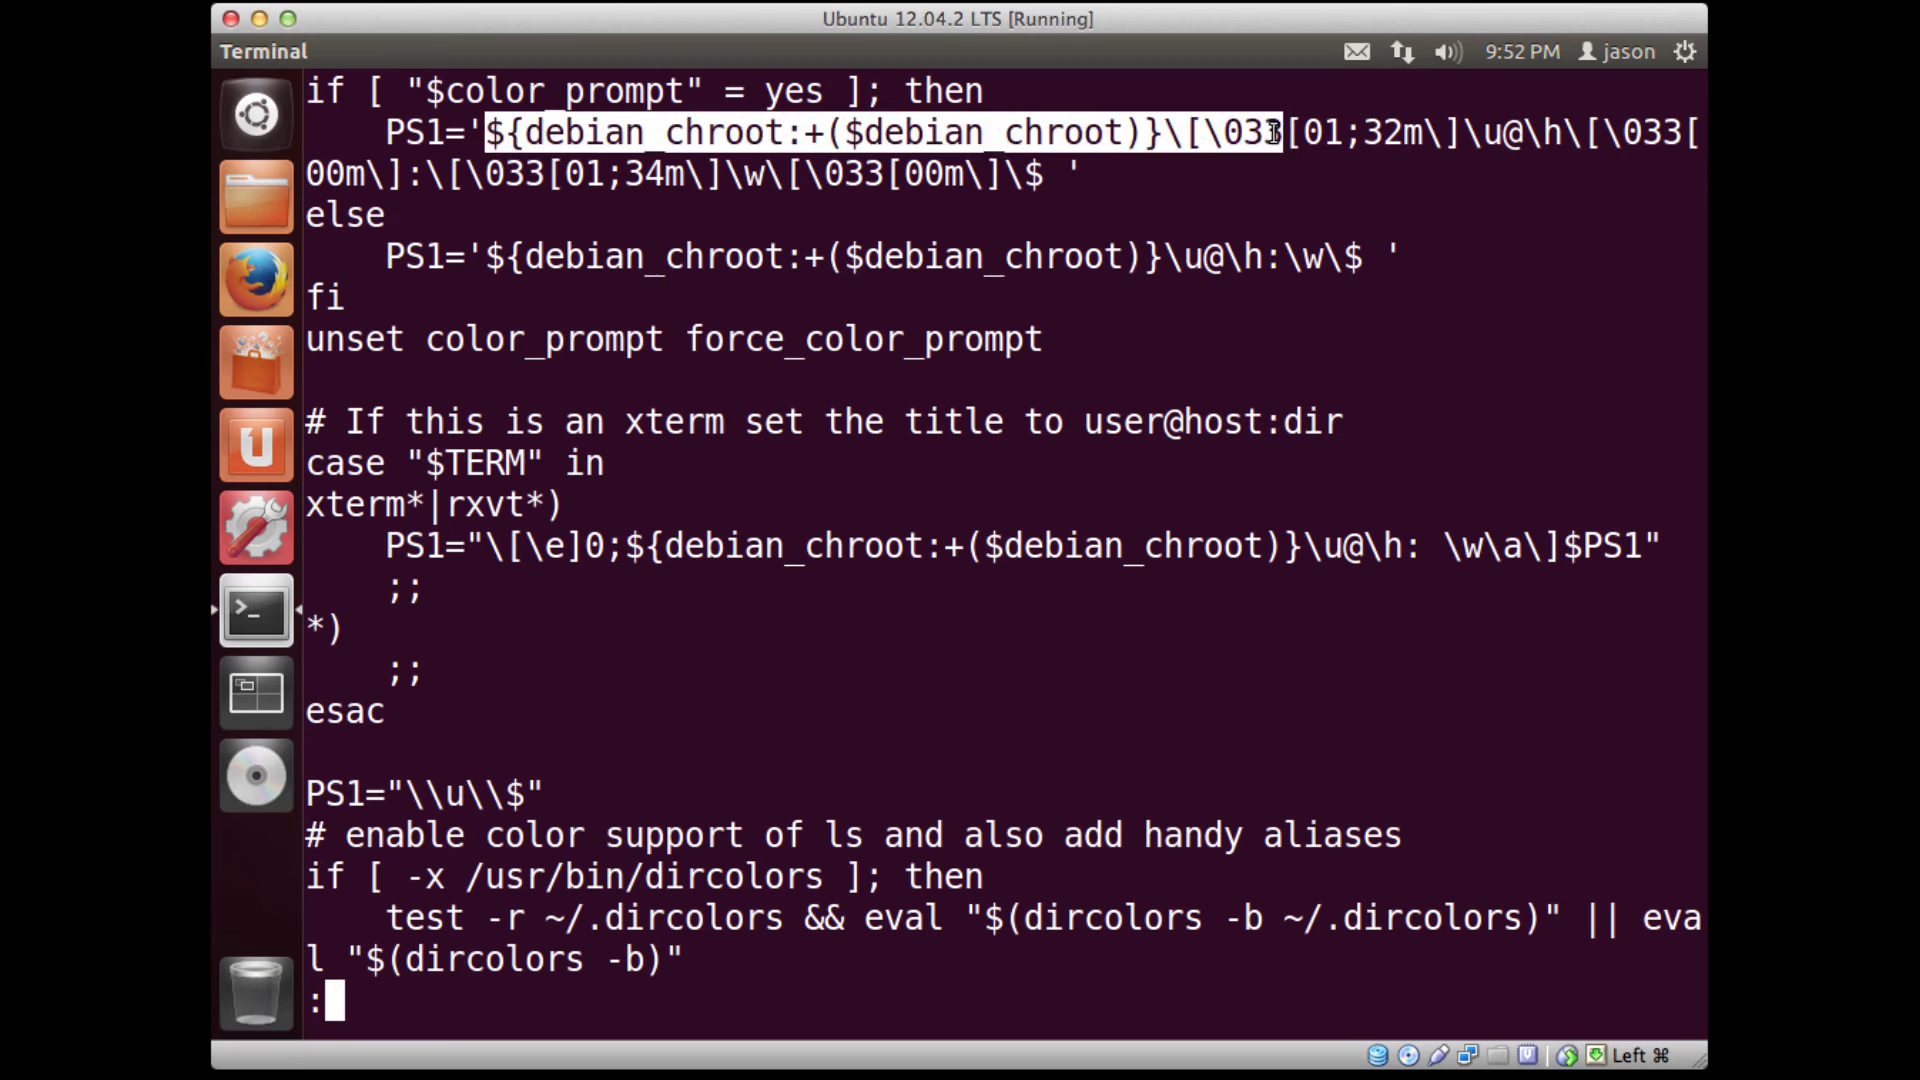 Ubuntu 12.04.2 LTS [Running]
Terminal
9:52 PM
jason
if [ "$color_prompt" = yes ]; then
    PS1='${debian_chroot:+($debian_chroot)}\[\033[01;32m\]\u@\h\[\033[
00m\]:\[\033[01;34m\]\w\[\033[00m\]\$ '
else
    PS1='${debian_chroot:+($debian_chroot)}\u@\h:\w\$ '
fi
unset color_prompt force_color_prompt
# If this is an xterm set the title to user@host:dir
case "$TERM" in
xterm*|rxvt*)
    PS1="\[\e]0;${debian_chroot:+($debian_chroot)}\u@\h: \w\a\]$PS1"
    ;;
*)
    ;;
esac
PS1="\\u\\$"
# enable color support of ls and also add handy aliases
if [ -x /usr/bin/dircolors ]; then
    test -r ~/.dircolors && eval "$(dircolors -b ~/.dircolors)" || eva
l "$(dircolors -b)"
:
Left ⌘